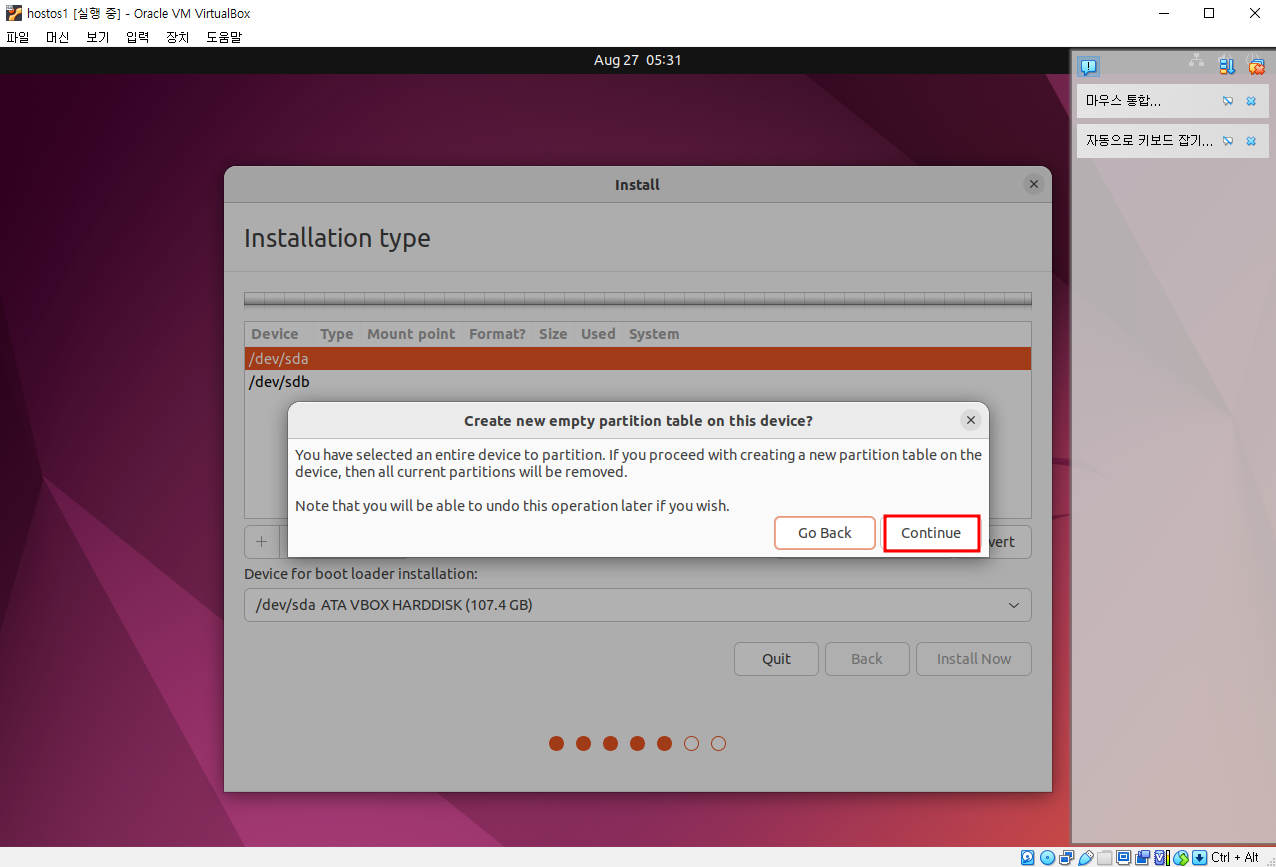 hostos1 [실행 중] - Oracle VM VirtualBox
파일 머신 보기 입력 장치 도움말
Aug 27 05:31
마우스 통합...
자동으로 키보드 잡기...
Install
Installation type
Device Type Mount point Format? Size Used System
/dev/sda
/dev/sdb
Create new empty partition table on this device?
You have selected an entire device to partition. If you proceed with creating a new partition table on the
device, then all current partitions will be removed.
Note that you will be able to undo this operation later if you wish.
Go Back Continue
+ vert
Device for boot loader installation:
/dev/sda ATA VBOX HARDDISK (107.4 GB)
Quit Back Install Now
Ctrl + Alt